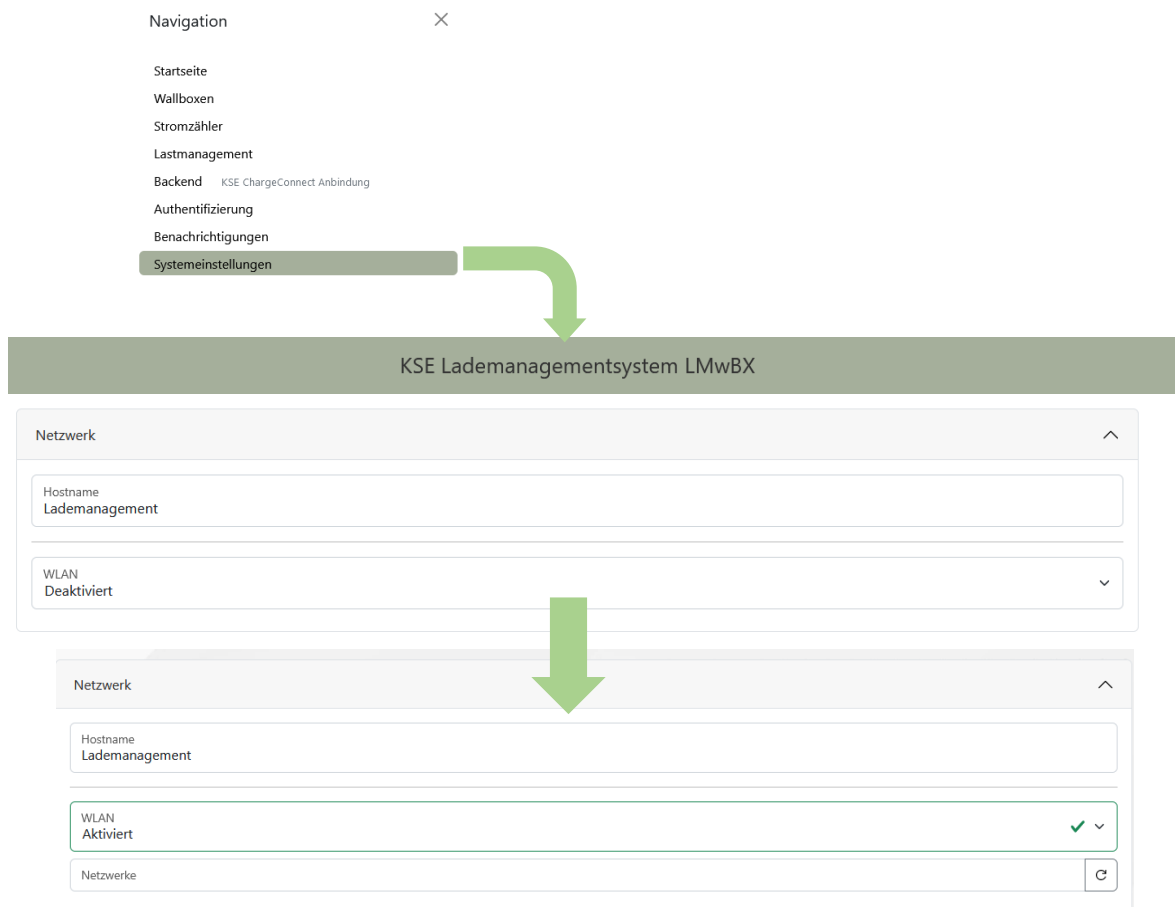 Navigation
Startseite
Wallboxen
Stromzähler
Lastmanagement
Backend KSE ChargeConnect Anbindung
Authentifizierung
Benachrichtigungen
Systemeinstellungen
KSE Lademanagementsystem LMwBX
Netzwerk
Hostname
Lademanagement
WLAN
Deaktiviert
Netzwerk
Hostname
Lademanagement
WLAN
Aktiviert
Netzwerke